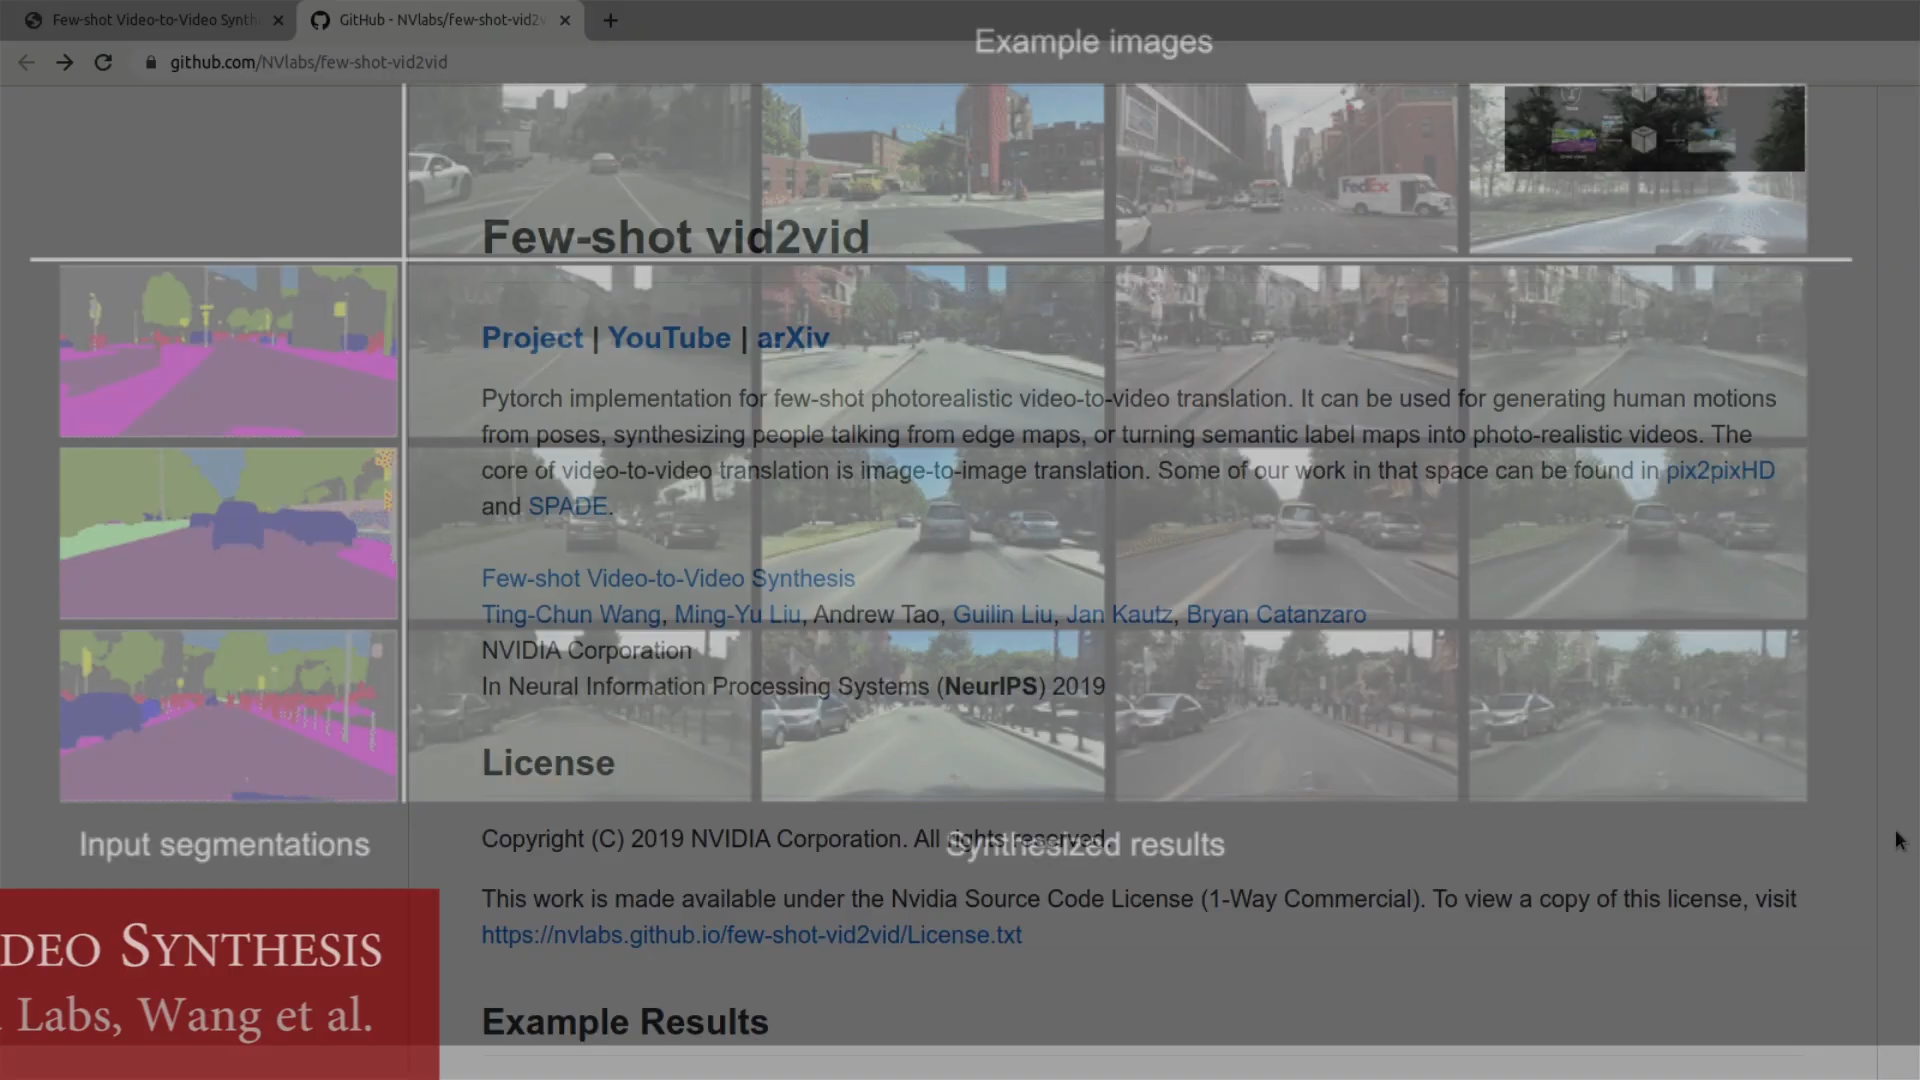 Few-shot Video-to-Video Synth
GitHub - NVlabs/few-shot-vid2v
github.com/NVlabs/few-shot-vid2vid
Example images
FedEx
Few-shot vid2vid
Project | YouTube | arXiv
Pytorch implementation for few-shot photorealistic video-to-video translation. It can be used for generating human motions
from poses, synthesizing people talking from edge maps, or turning semantic label maps into photo-realistic videos. The
core of video-to-video translation is image-to-image translation. Some of our work in that space can be found in pix2pixHD
and SPADE.
Few-shot Video-to-Video Synthesis
Ting-Chun Wang, Ming-Yu Liu, Andrew Tao, Guilin Liu, Jan Kautz, Bryan Catanzaro
NVIDIA Corporation
In Neural Information Processing Systems (NeurIPS) 2019
License
Copyright (C) 2019 NVIDIA Corporation. All rights reserved.
Input segmentations
Synthesized results
This work is made available under the Nvidia Source Code License (1-Way Commercial). To view a copy of this license, visit
https://nvlabs.github.io/few-shot-vid2vid/License.txt
DEO SYNTHESIS
Labs, Wang et al.
Example Results